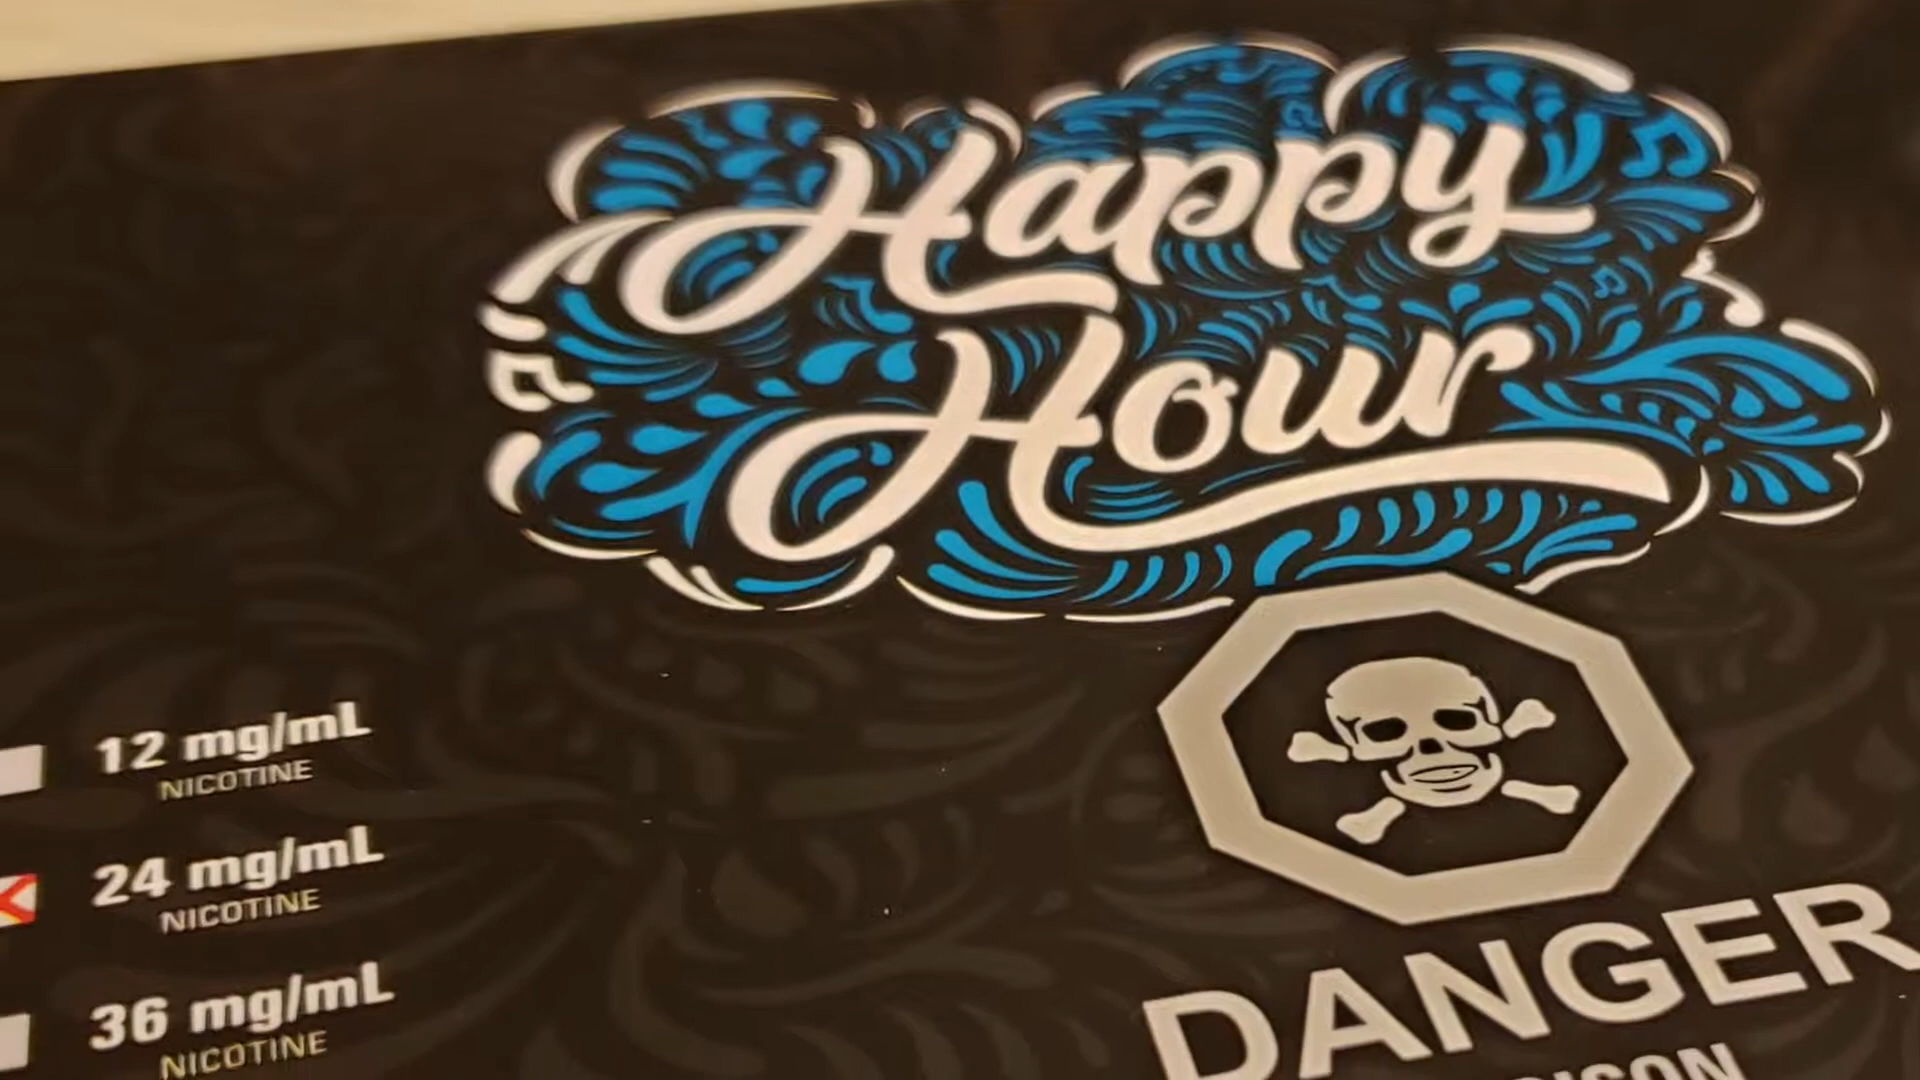 Happy
Hour
12 mg/mL
NICOTINE
24 mg/mL
NICOTINE
36 mg/mL
NICOTINE
DANGER